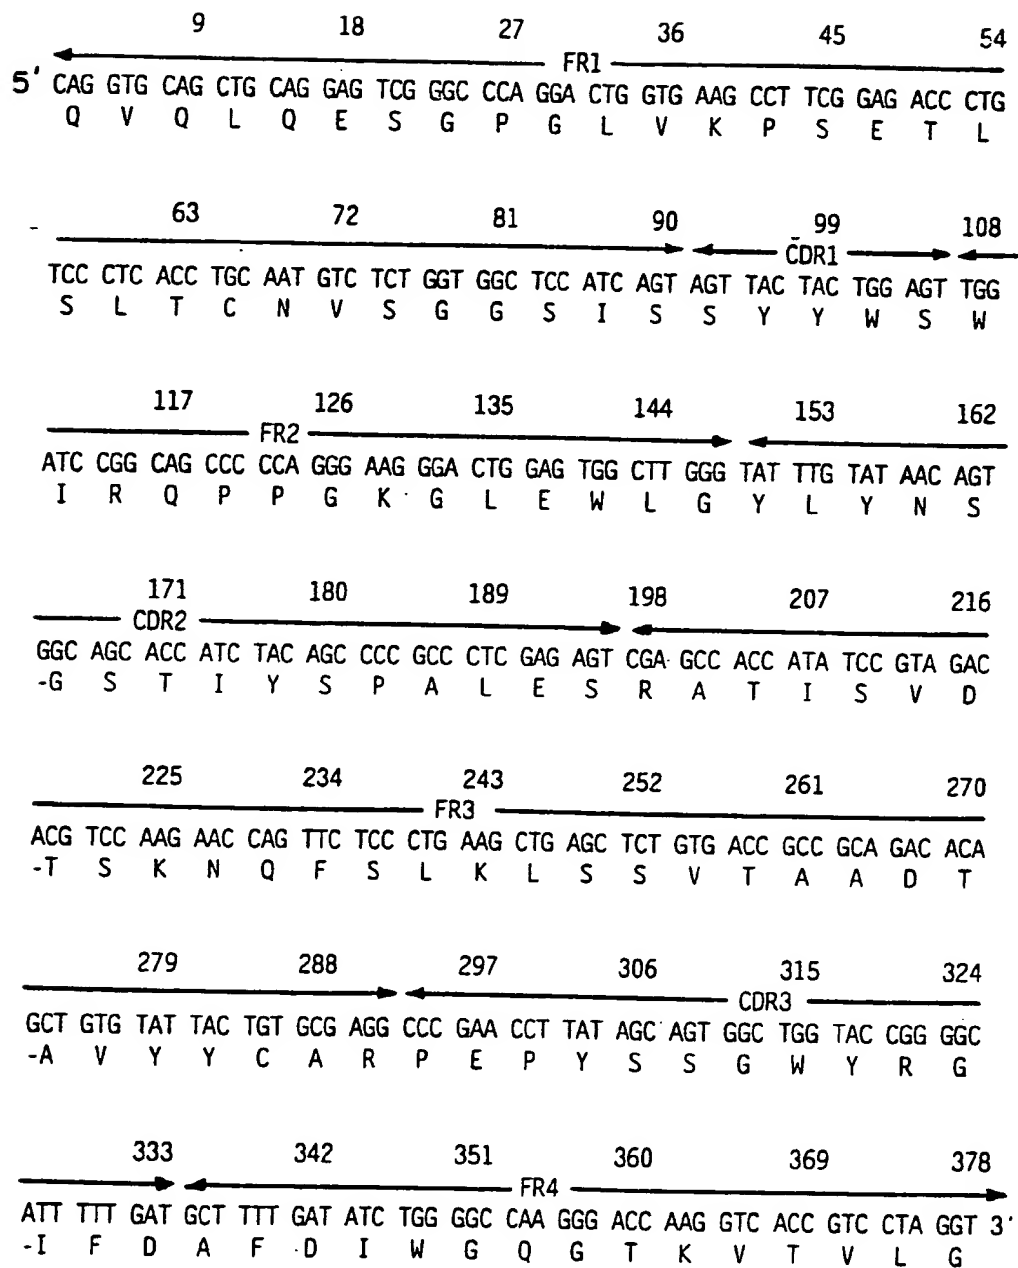 9 18 27 36 45 54
FR1
5' CAG GTG CAG CTG CAG GAG TCG GGC CCA GGA CTG GTG AAG CCT TCG GAG ACC CTG
Q V Q L Q E S G P G L V K P S E T L
63 72 81 90 99 108
CDR1
TCC CTC ACC TGC AAT GTC TCT GGT GGC TCC ATC AGT AGT TAC TAC TGG AGT TGG
S L T C N V S G G S I S S Y Y W S W
117 126 135 144 153 162
FR2
ATC CGG CAG CCC CCA GGG AAG GGA CTG GAG TGG CTT GGG TAT TTG TAT AAC AGT
I R Q P P G K G L E W L G Y L Y N S
171 180 189 198 207 216
CDR2
GGC AGC ACC ATC TAC AGC CCC GCC CTC GAG AGT CGA GCC ACC ATA TCC GTA GAC
-G S T I Y S P A L E S R A T I S V D
225 234 243 252 261 270
FR3
ACG TCC AAG AAC CAG TTC TCC CTG AAG CTG AGC TCT GTG ACC GCC GCA GAC ACA
-T S K N Q F S L K L S S V T A A D T
279 288 297 306 315 324
CDR3
GCT GTG TAT TAC TGT GCG AGG CCC GAA CCT TAT AGC AGT GGC TGG TAC CGG GGC
-A V Y Y C A R P E P Y S S G W Y R G
333 342 351 360 369 378
FR4
ATT TTT GAT GCT TTT GAT ATC TGG GGC CAA GGG ACC AAG GTC ACC GTC CTA GGT 3'
-I F D A F D I W G Q G T K V T V L G